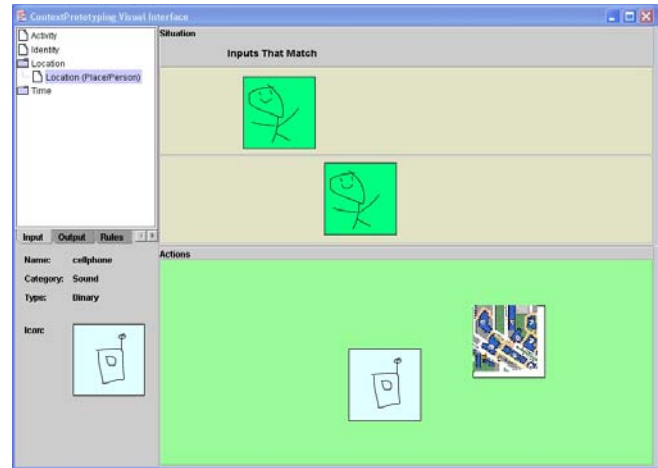 ContextPrototyping Visual Interface
Activity
Identity
Location
Location (Place/Person)
Time
Input Output Rules
Name: cellphone
Category: Sound
Type: Binary
Icon:
Situation
Inputs That Match
Actions